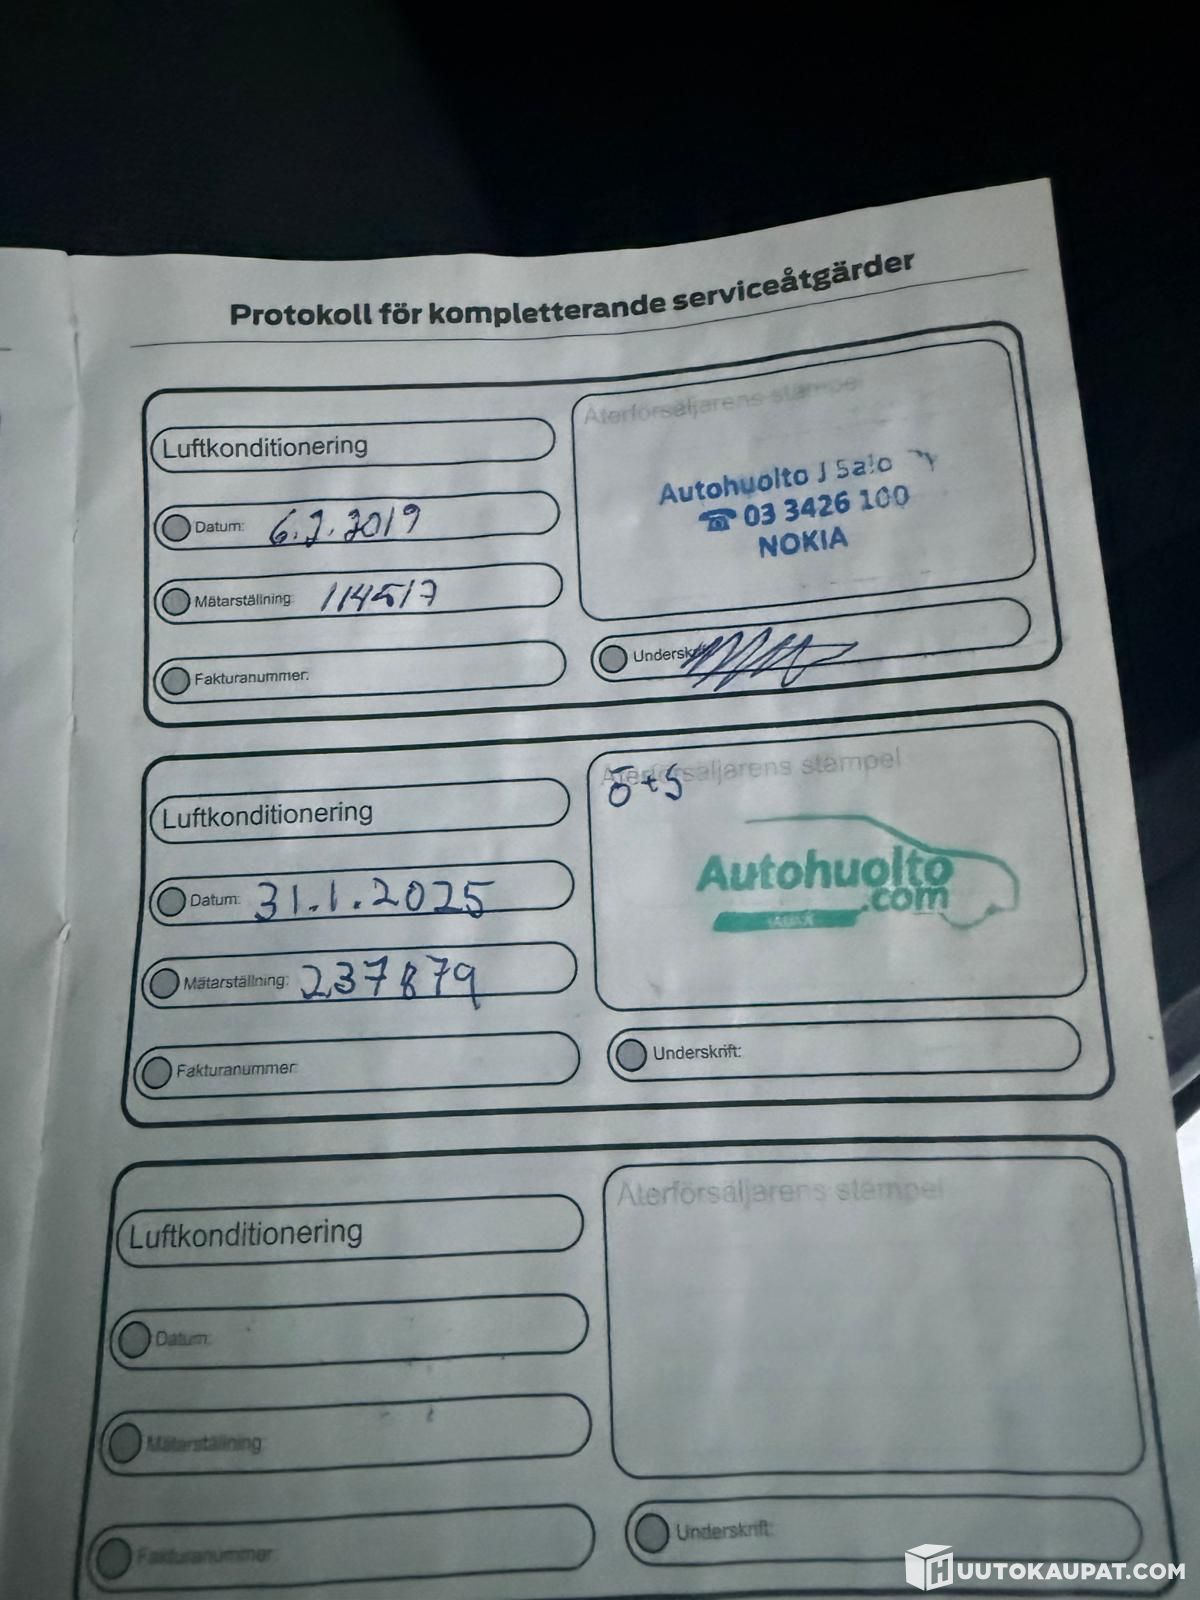 Protokoll för kompletterande serviceåtgärder
Luftkonditionering
Återförsäljarens stämpel
Datum: 6.2.2019
Autohuolto J Salo Oy
☎ 03 3426 100
NOKIA
Mätarställning: 114517
Fakturanummer:
Underskrift:
Luftkonditionering
Återförsäljarens stämpel
Ö+S
Datum: 31.1.2025
Autohuolto
.com
Mätarställning: 237879
Fakturanummer:
Underskrift:
Luftkonditionering
Återförsäljarens stämpel
Datum:
Mätarställning:
Fakturanummer:
Underskrift:
HUUTOKAUPAT.COM